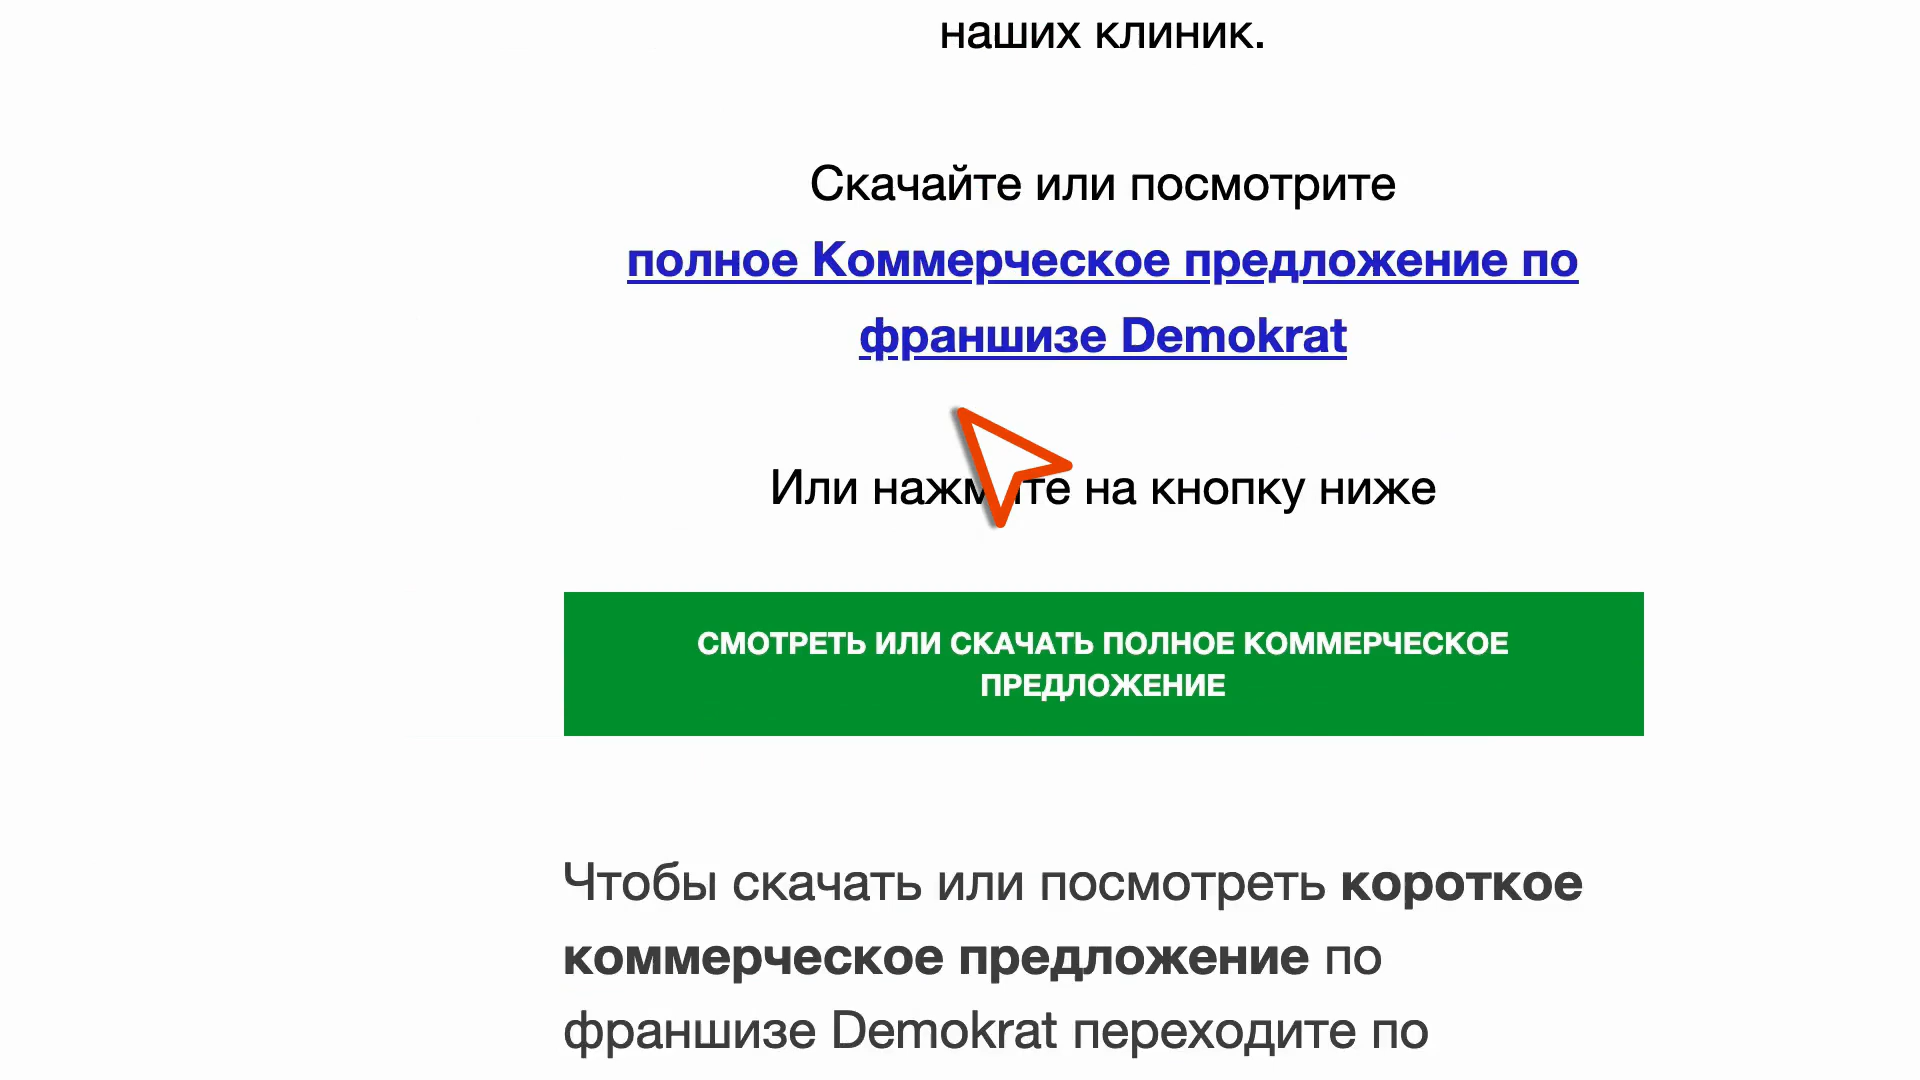 наших клиник.
Скачайте или посмотрите
полное Коммерческое предложение по
франшизе Demokrat
Или нажмите на кнопку ниже
СМОТРЕТЬ ИЛИ СКАЧАТЬ ПОЛНОЕ КОММЕРЧЕСКОЕ
ПРЕДЛОЖЕНИЕ
Чтобы скачать или посмотреть короткое
коммерческое предложение по
франшизе Demokrat переходите по